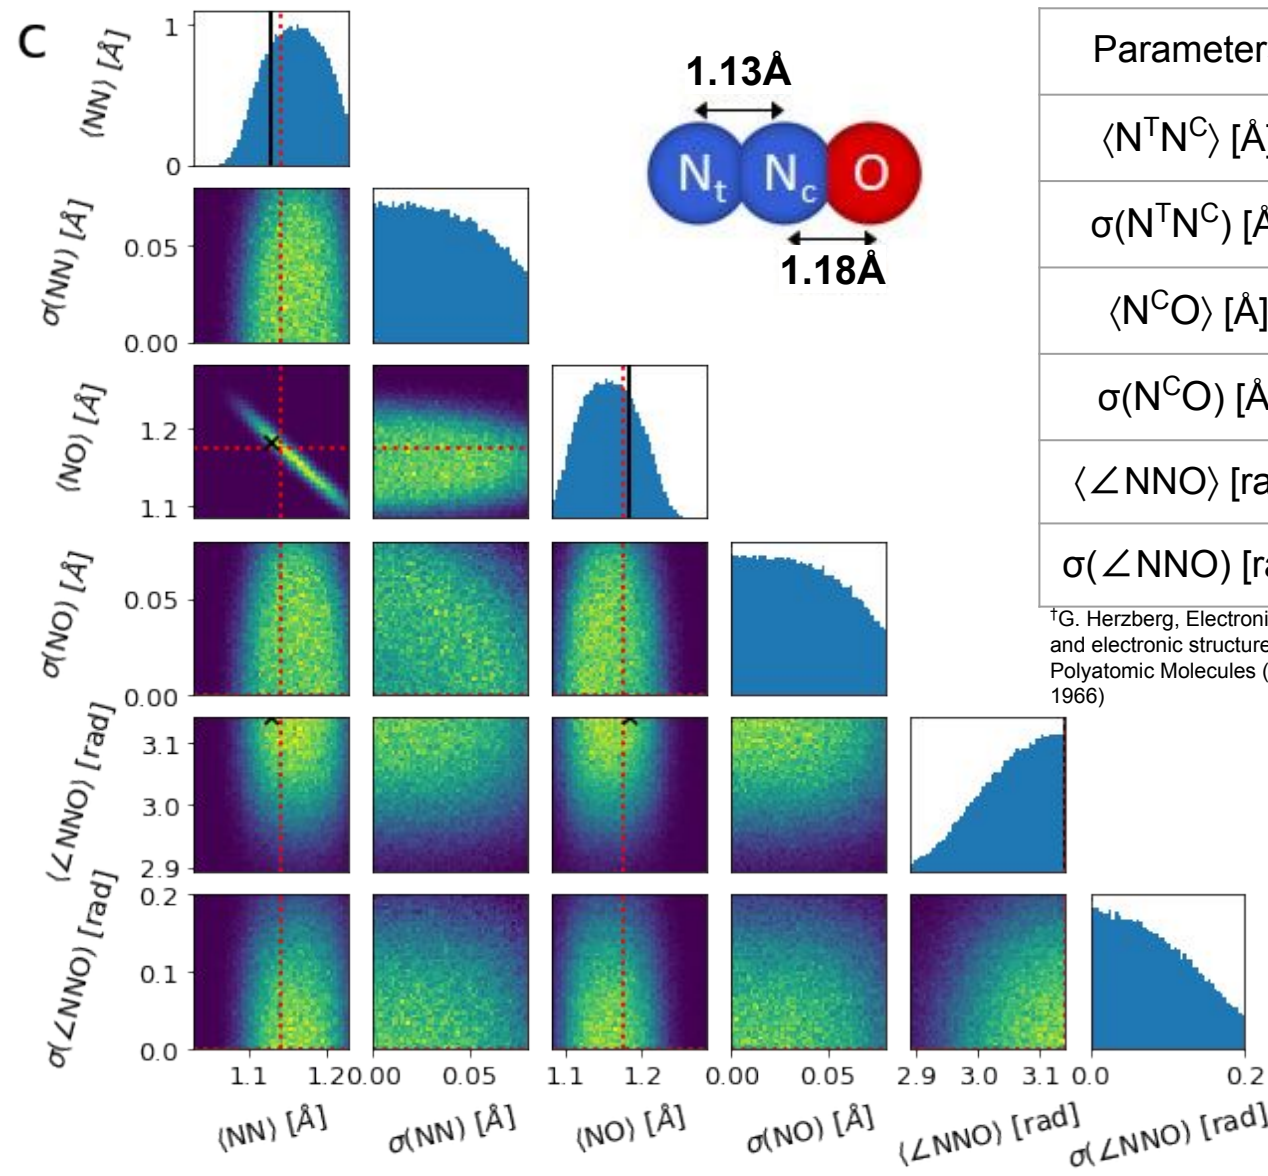 C
⟨NN⟩ [Å]
1
0
σ(NN) [Å]
0.05
0.00
⟨NO⟩ [Å]
1.2
1.1
σ(NO) [Å]
0.05
0.00
⟨∠NNO⟩ [rad]
3.1
3.0
2.9
σ(∠NNO) [rad]
0.2
0.1
0.0
1.1 1.20 0.00 0.05 1.1 1.2 0.00 0.05 2.9 3.0 3.1 0.0 0.2
⟨NN⟩ [Å] σ(NN) [Å] ⟨NO⟩ [Å] σ(NO) [Å] ⟨∠NNO⟩ [rad] σ(∠NNO) [rad]
1.13Å
Nt Nc O
1.18Å
Parameter
⟨NᵀNᶜ⟩ [Å]
σ(NᵀNᶜ) [Å
⟨NᶜO⟩ [Å]
σ(NᶜO) [Å
⟨∠NNO⟩ [ra
σ(∠NNO) [ra
†G. Herzberg, Electroni
and electronic structure
Polyatomic Molecules (
1966)